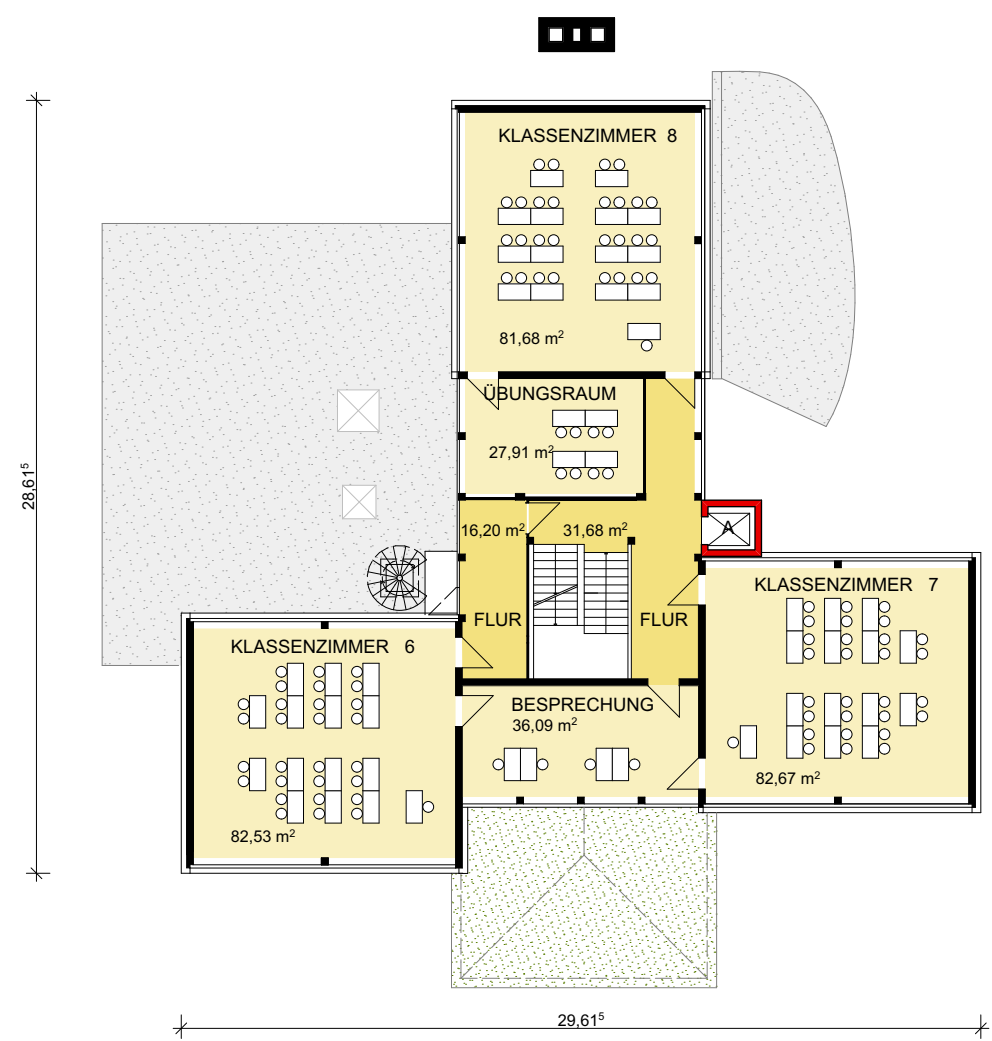 KLASSENZIMMER 8
81,68 m²
ÜBUNGSRAUM
27,91 m²
28,61⁵
16,20 m²
31,68 m²
A
KLASSENZIMMER 7
FLUR
FLUR
KLASSENZIMMER 6
BESPRECHUNG
36,09 m²
82,67 m²
82,53 m²
29,61⁵